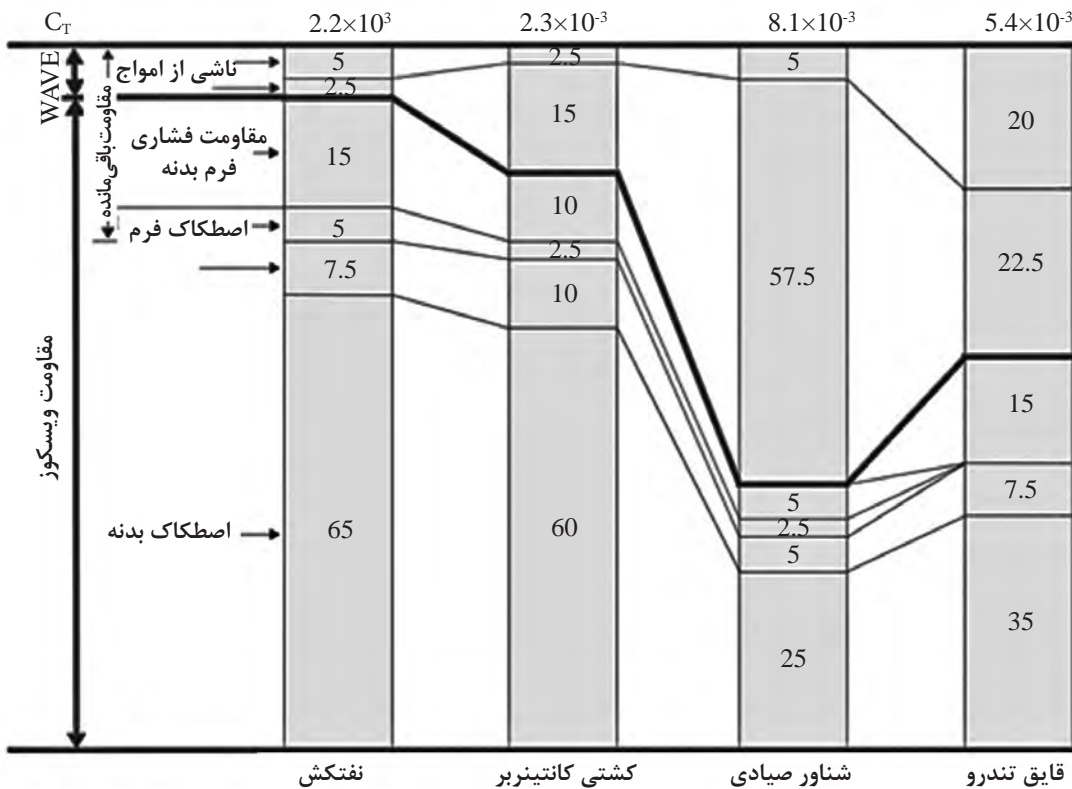 C_T 2.2×10³ 2.3×10⁻³ 8.1×10⁻³ 5.4×10⁻³
WAVE
مقاومت ویسکوز
مقاومت باقی‌مانده
ناشی از امواج
مقاومت فشاری
فرم بدنه
اصطکاک فرم
اصطکاک بدنه
5
2.5
15
5
7.5
65
2.5
15
10
2.5
10
60
5
57.5
5
2.5
5
25
20
22.5
15
7.5
35
نفتکش
کشتی کانتینربر
شناور صیادی
قایق تندرو